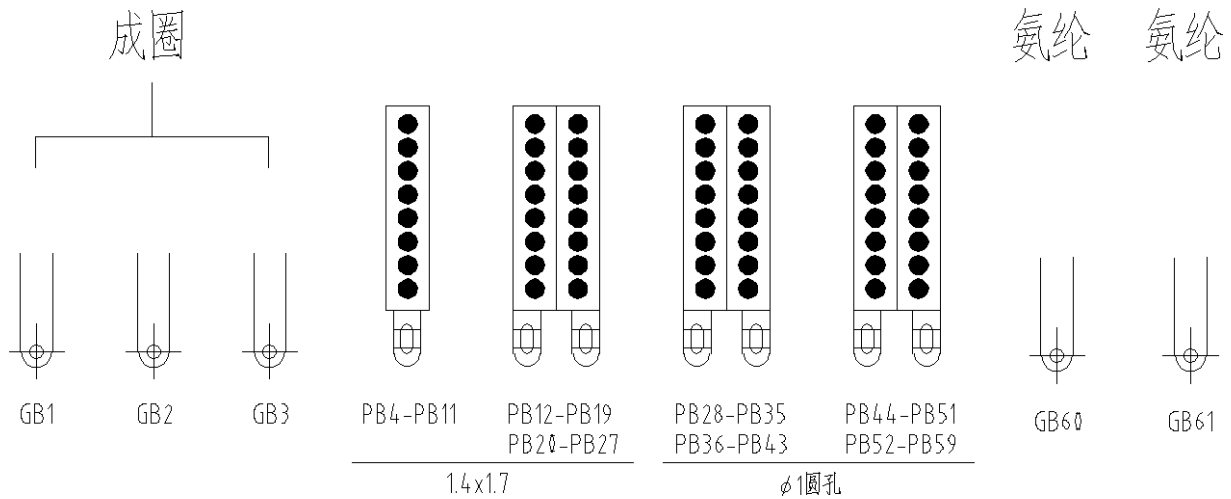 成圈
氨纶
氨纶
GB1
GB2
GB3
PB4-PB11
PB12-PB19
PB20-PB27
PB28-PB35
PB36-PB43
PB44-PB51
PB52-PB59
GB60
GB61
1.4x1.7
ϕ1圆孔